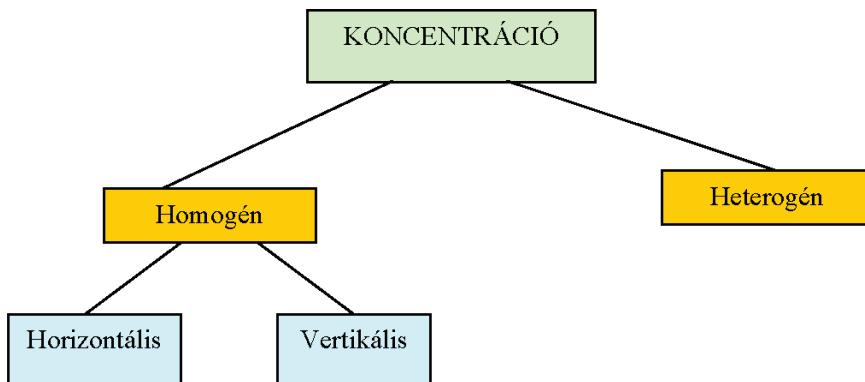 KONCENTRÁCIÓ
Homogén
Heterogén
Horizontális
Vertikális